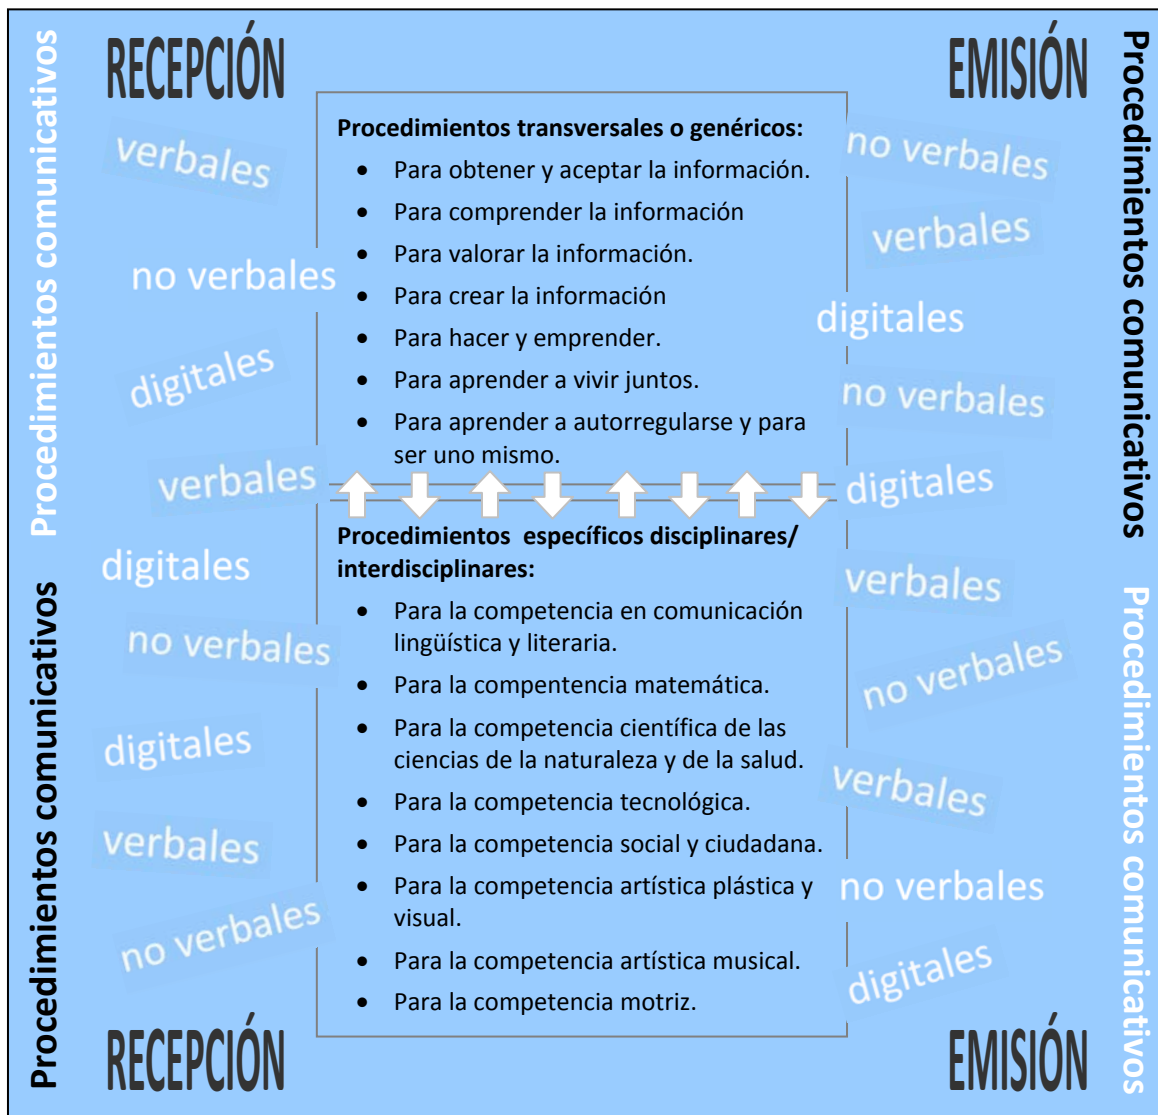 RECEPCIÓN
EMISIÓN
Procedimientos comunicativos
Procedimientos comunicativos
verbales
no verbales
digitales
verbales
digitales
no verbales
digitales
verbales
no verbales
Procedimientos transversales o genéricos:
• Para obtener y aceptar la información.
• Para comprender la información
• Para valorar la información.
• Para crear la información
• Para hacer y emprender.
• Para aprender a vivir juntos.
• Para aprender a autorregularse y para
ser uno mismo.
Procedimientos específicos disciplinares/
interdisciplinares:
• Para la competencia en comunicación
lingüística y literaria.
• Para la compentencia matemática.
• Para la competencia científica de las
ciencias de la naturaleza y de la salud.
• Para la competencia tecnológica.
• Para la competencia social y ciudadana.
• Para la competencia artística plástica y
visual.
• Para la competencia artística musical.
• Para la competencia motriz.
no verbales
verbales
digitales
no verbales
digitales
verbales
no verbales
verbales
no verbales
digitales
Procedimientos comunicativos
Procedimientos comunicativos
RECEPCIÓN
EMISIÓN